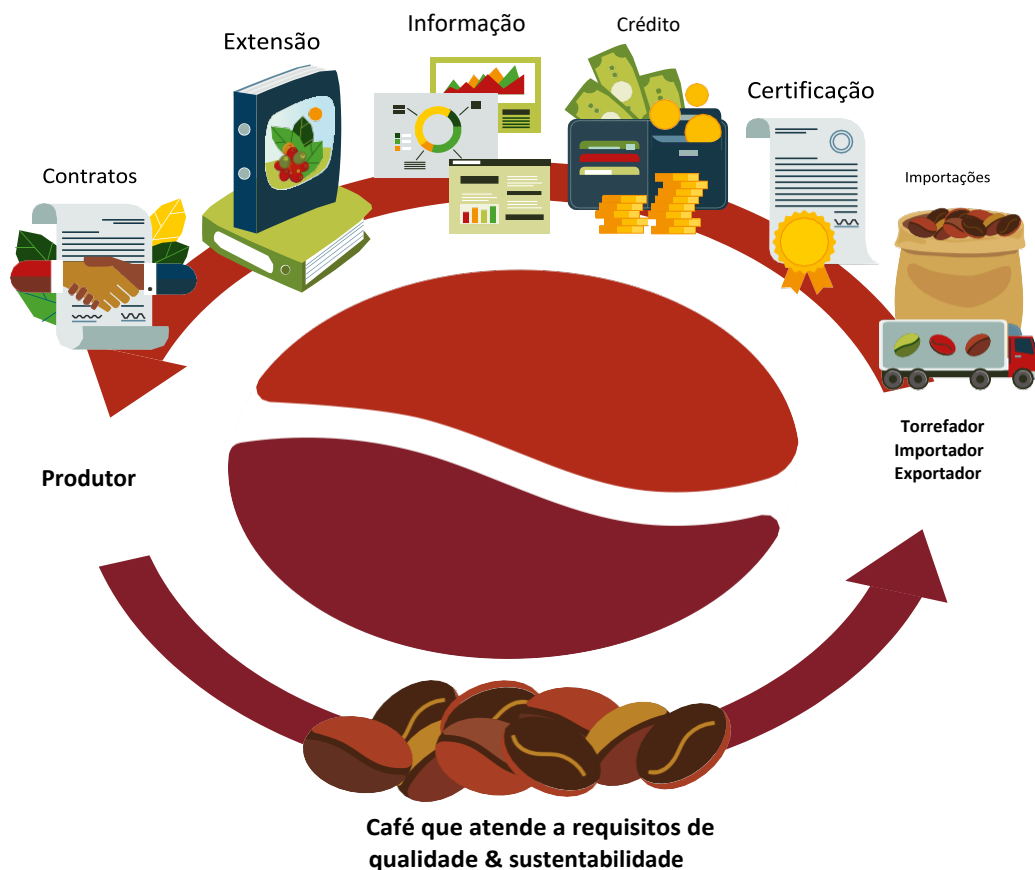 Informação
Crédito
Extensão
Certificação
Contratos
Importações
Torrefador
Importador
Exportador
Produtor
Café que atende a requisitos de
qualidade & sustentabilidade